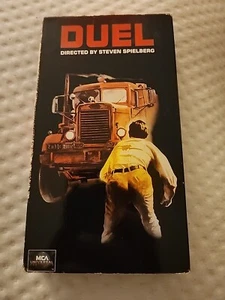 DUEL
DIRECTED BY STEVEN SPIELBERG
MCA
UNIVERSAL